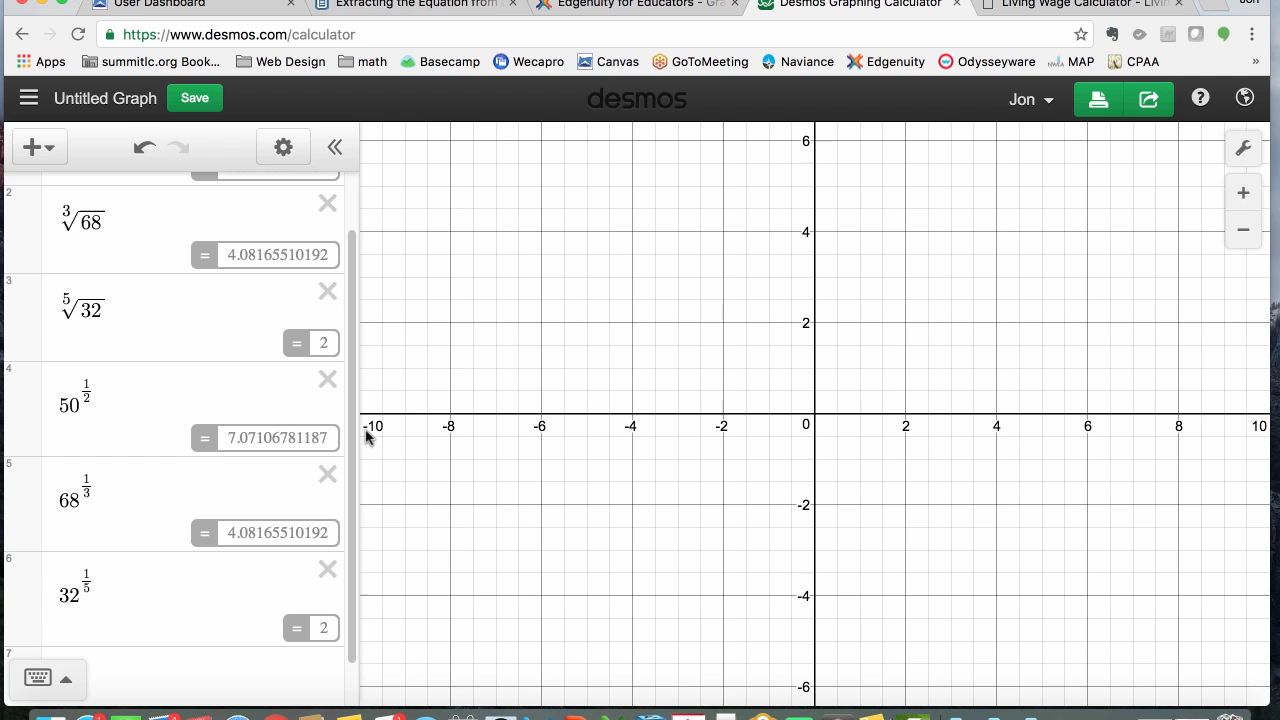 User Dashboard
Extracting the Equation from
Edgenuity for Educators - Gra
Desmos Graphing Calculator
Living Wage Calculator - Livin
Jon
https://www.desmos.com/calculator
Apps
summitlc.org Book...
Web Design
math
Basecamp
Wecapro
Canvas
GoToMeeting
Naviance
Edgenuity
Odysseyware
MAP
CPAA
»
Untitled Graph
Save
desmos
Jon
2
∛68
= 4.08165510192
3
⁵√32
= 2
4
50^(1/2)
= 7.07106781187
5
68^(1/3)
= 4.08165510192
6
32^(1/5)
= 2
7
6
4
2
-10 -8 -6 -4 -2 0 2 4 6 8 10
-2
-4
-6